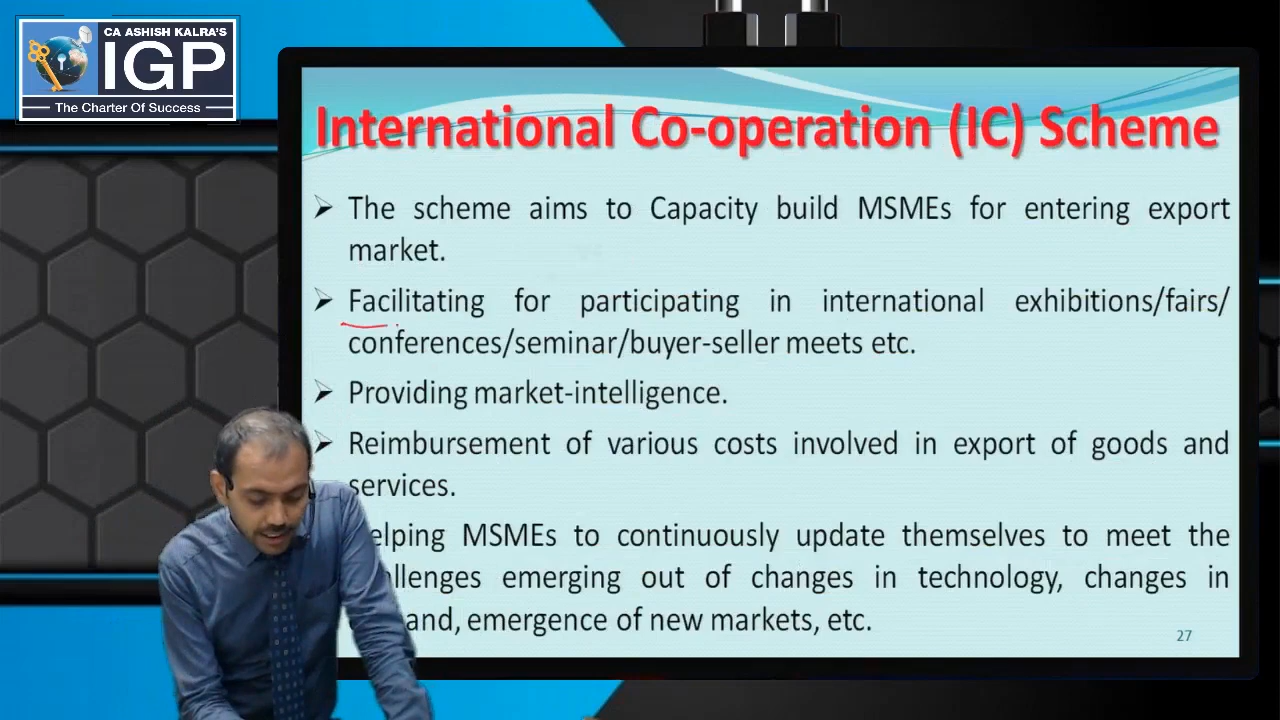 CA ASHISH KALRA'S
IGP
The Charter Of Success
International Co-operation (IC) Scheme
The scheme aims to Capacity build MSMEs for entering export
market.
Facilitating for participating in international exhibitions/fairs/
conferences/seminar/buyer-seller meets etc.
Providing market-intelligence.
Reimbursement of various costs involved in export of goods and
services.
MSMEs to continuously update themselves to meet the
emerging out of changes in technology, changes in
emergence of new markets, etc.
27